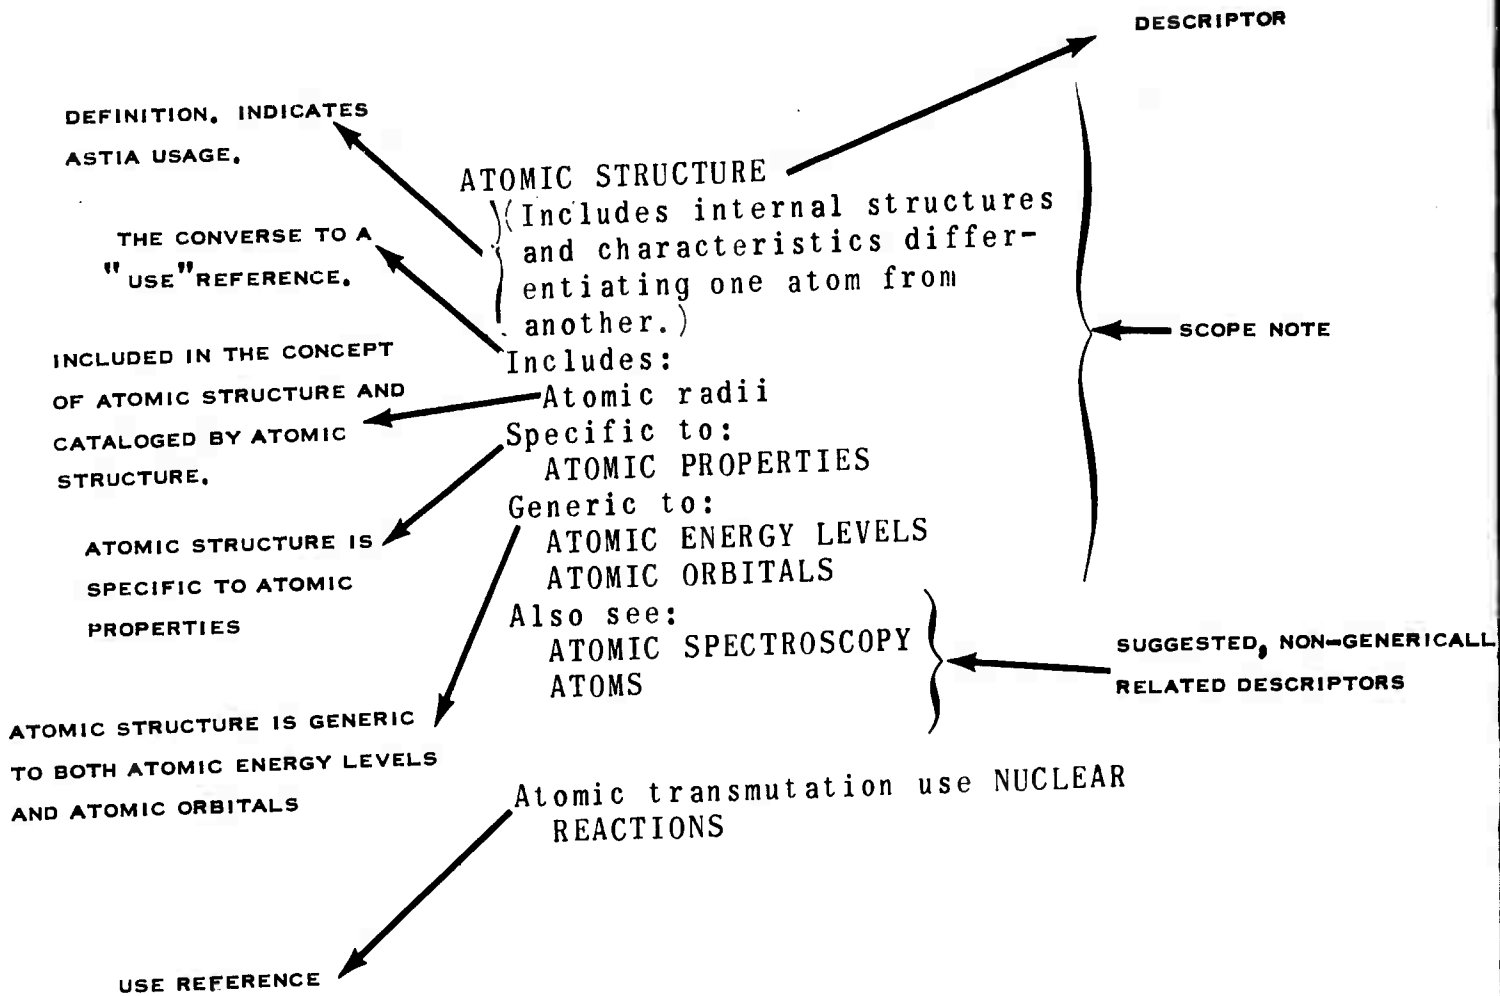 DESCRIPTOR
DEFINITION. INDICATES
ASTIA USAGE.
THE CONVERSE TO A
"USE" REFERENCE.
INCLUDED IN THE CONCEPT
OF ATOMIC STRUCTURE AND
CATALOGED BY ATOMIC
STRUCTURE.
ATOMIC STRUCTURE IS
SPECIFIC TO ATOMIC
PROPERTIES
ATOMIC STRUCTURE IS GENERIC
TO BOTH ATOMIC ENERGY LEVELS
AND ATOMIC ORBITALS
USE REFERENCE
ATOMIC STRUCTURE
(Includes internal structures
and characteristics differ-
entiating one atom from
another.)
Includes:
Atomic radii
Specific to:
ATOMIC PROPERTIES
Generic to:
ATOMIC ENERGY LEVELS
ATOMIC ORBITALS
Also see:
ATOMIC SPECTROSCOPY
ATOMS
Atomic transmutation use NUCLEAR
REACTIONS
SCOPE NOTE
SUGGESTED, NON-GENERICALL
RELATED DESCRIPTORS